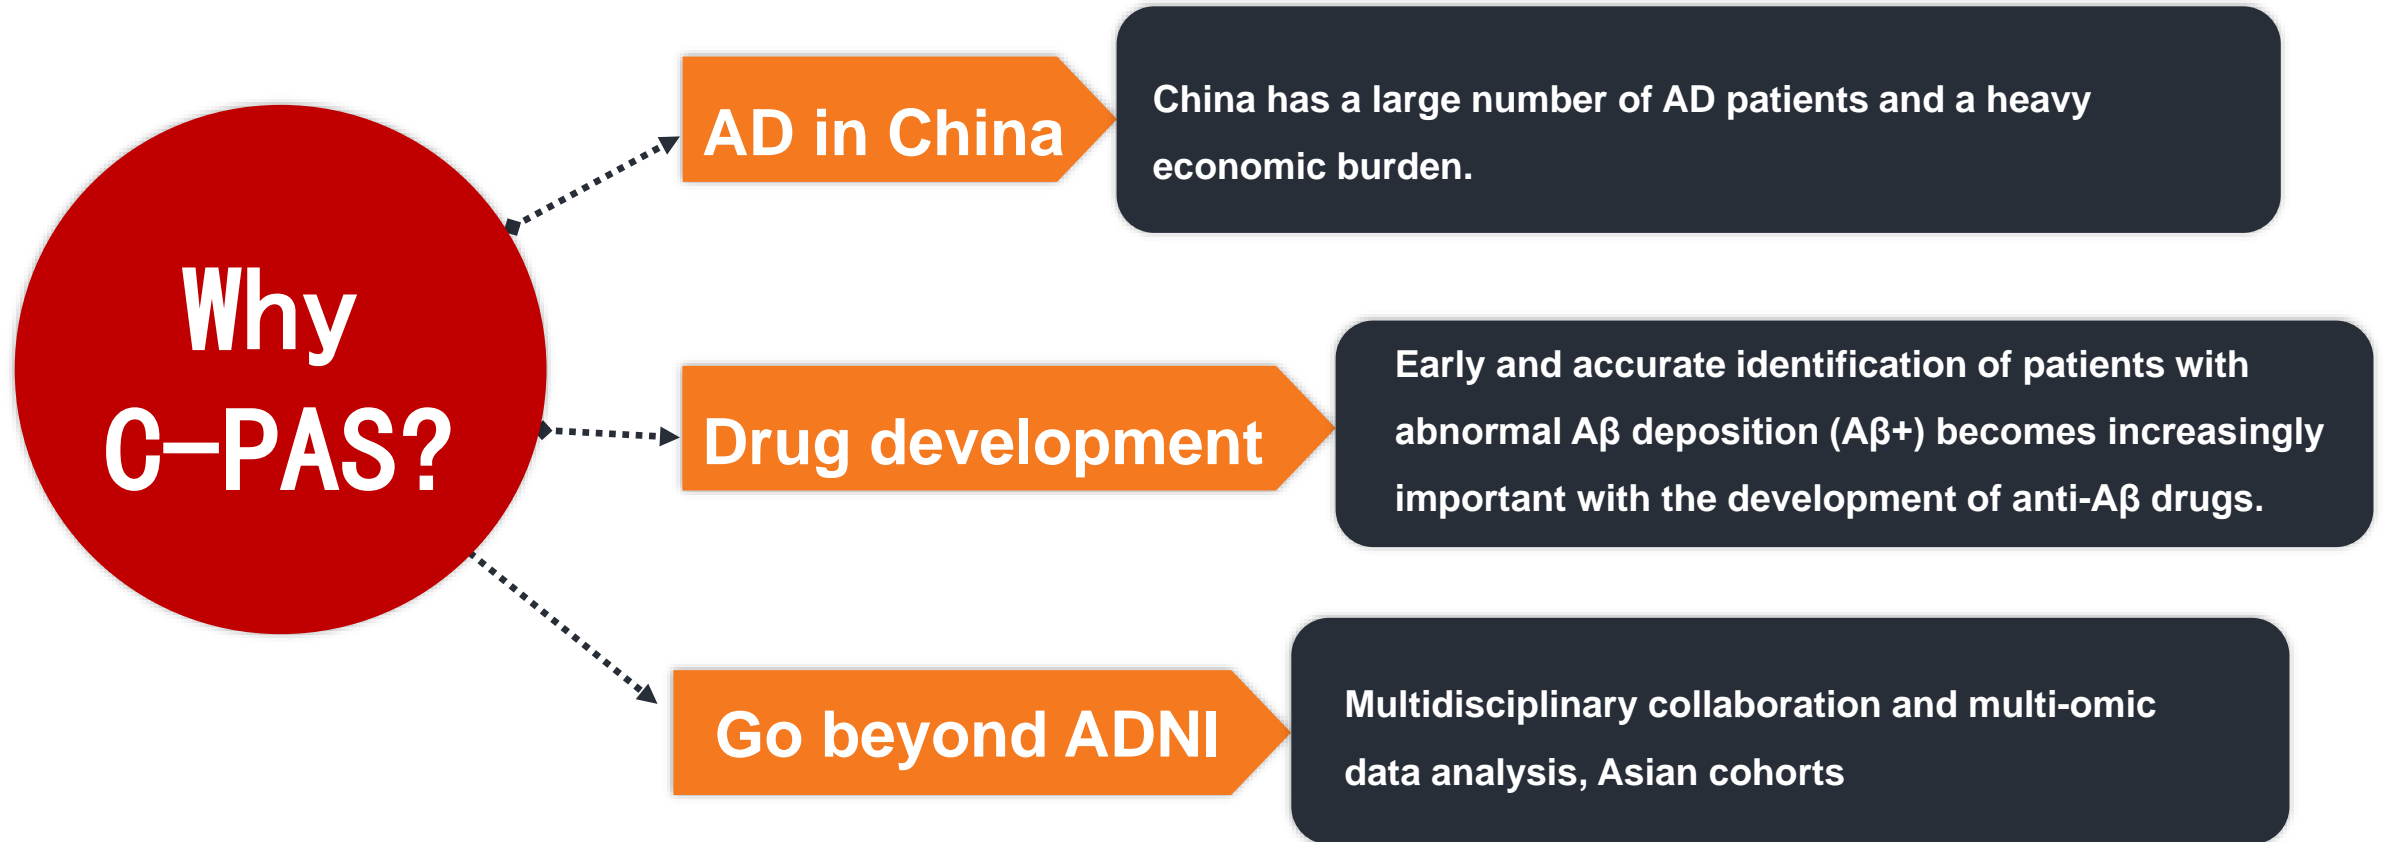 Why
C-PAS?
AD in China
China has a large number of AD patients and a heavy
economic burden.
Drug development
Early and accurate identification of patients with
abnormal Aβ deposition (Aβ+) becomes increasingly
important with the development of anti-Aβ drugs.
Go beyond ADNI
Multidisciplinary collaboration and multi-omic
data analysis, Asian cohorts